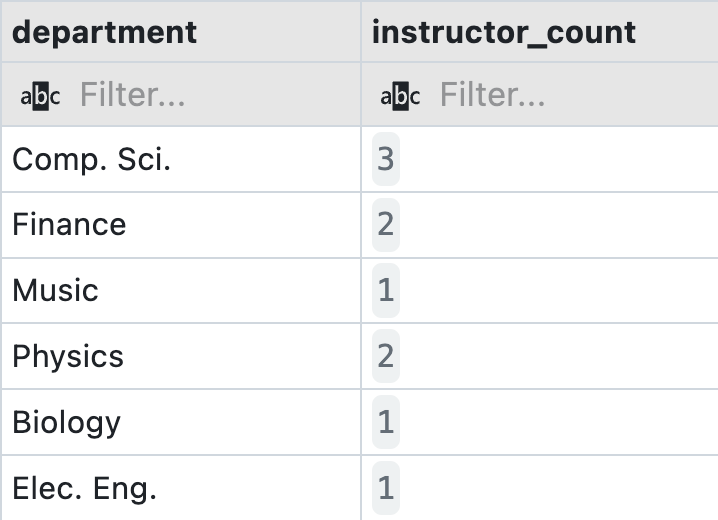 department instructor_count
abc Filter... abc Filter...
Comp. Sci. 3
Finance 2
Music 1
Physics 2
Biology 1
Elec. Eng. 1